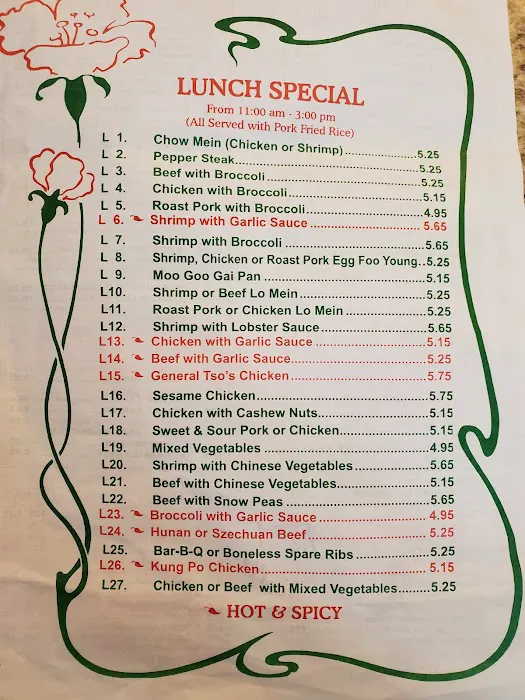 LUNCH SPECIAL
From 11:00 am - 3:00 pm
(All Served with Pork Fried Rice)
L 1. Chow Mein (Chicken or Shrimp)....................5.25
L 2. Pepper Steak....................5.25
L 3. Beef with Broccoli....................5.25
L 4. Chicken with Broccoli....................5.15
L 5. Roast Pork with Broccoli....................4.95
L 6. Shrimp with Garlic Sauce....................5.65
L 7. Shrimp with Broccoli....................5.65
L 8. Shrimp, Chicken or Roast Pork Egg Foo Young..5.25
L 9. Moo Goo Gai Pan....................5.15
L10. Shrimp or Beef Lo Mein....................5.25
L11. Roast Pork or Chicken Lo Mein....................5.25
L12. Shrimp with Lobster Sauce....................5.65
L13. Chicken with Garlic Sauce....................5.15
L14. Beef with Garlic Sauce....................5.25
L15. General Tso's Chicken....................5.75
L16. Sesame Chicken....................5.75
L17. Chicken with Cashew Nuts....................5.15
L18. Sweet & Sour Pork or Chicken....................5.15
L19. Mixed Vegetables....................4.95
L20. Shrimp with Chinese Vegetables....................5.65
L21. Beef with Chinese Vegetables....................5.15
L22. Beef with Snow Peas....................5.65
L23. Broccoli with Garlic Sauce....................4.95
L24. Hunan or Szechuan Beef....................5.25
L25. Bar-B-Q or Boneless Spare Ribs....................5.25
L26. Kung Po Chicken....................5.15
L27. Chicken or Beef with Mixed Vegetables.........5.25
HOT & SPICY